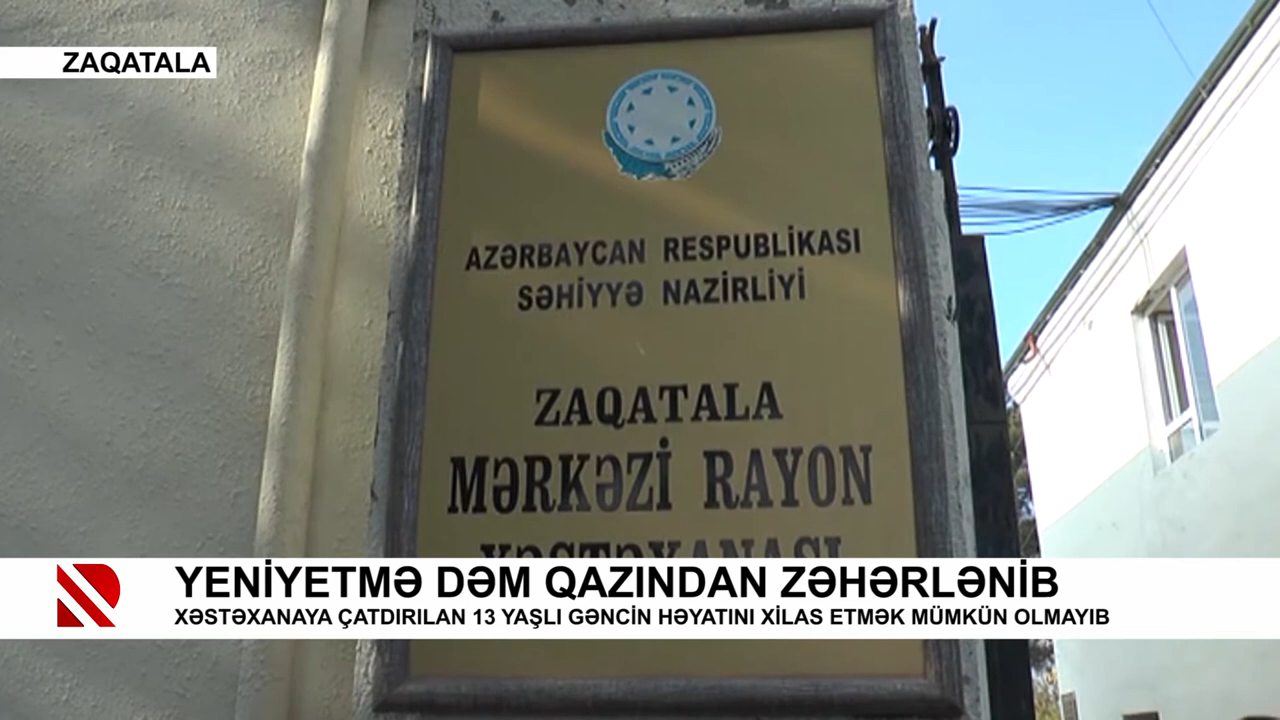 ZAQATALA
AZƏRBAYCAN RESPUBLİKASI
SƏHİYYƏ NAZİRLİYİ
ZAQATALA
MƏRKƏZİ RAYON
XƏSTƏXANASI
YENİYETMƏ DƏM QAZINDAN ZƏHƏRLƏNİB
XƏSTƏXANAYA ÇATDIRILAN 13 YAŞLI GƏNCİN HƏYATINI XİLAS ETMƏK MÜMKÜN OLMAYIB